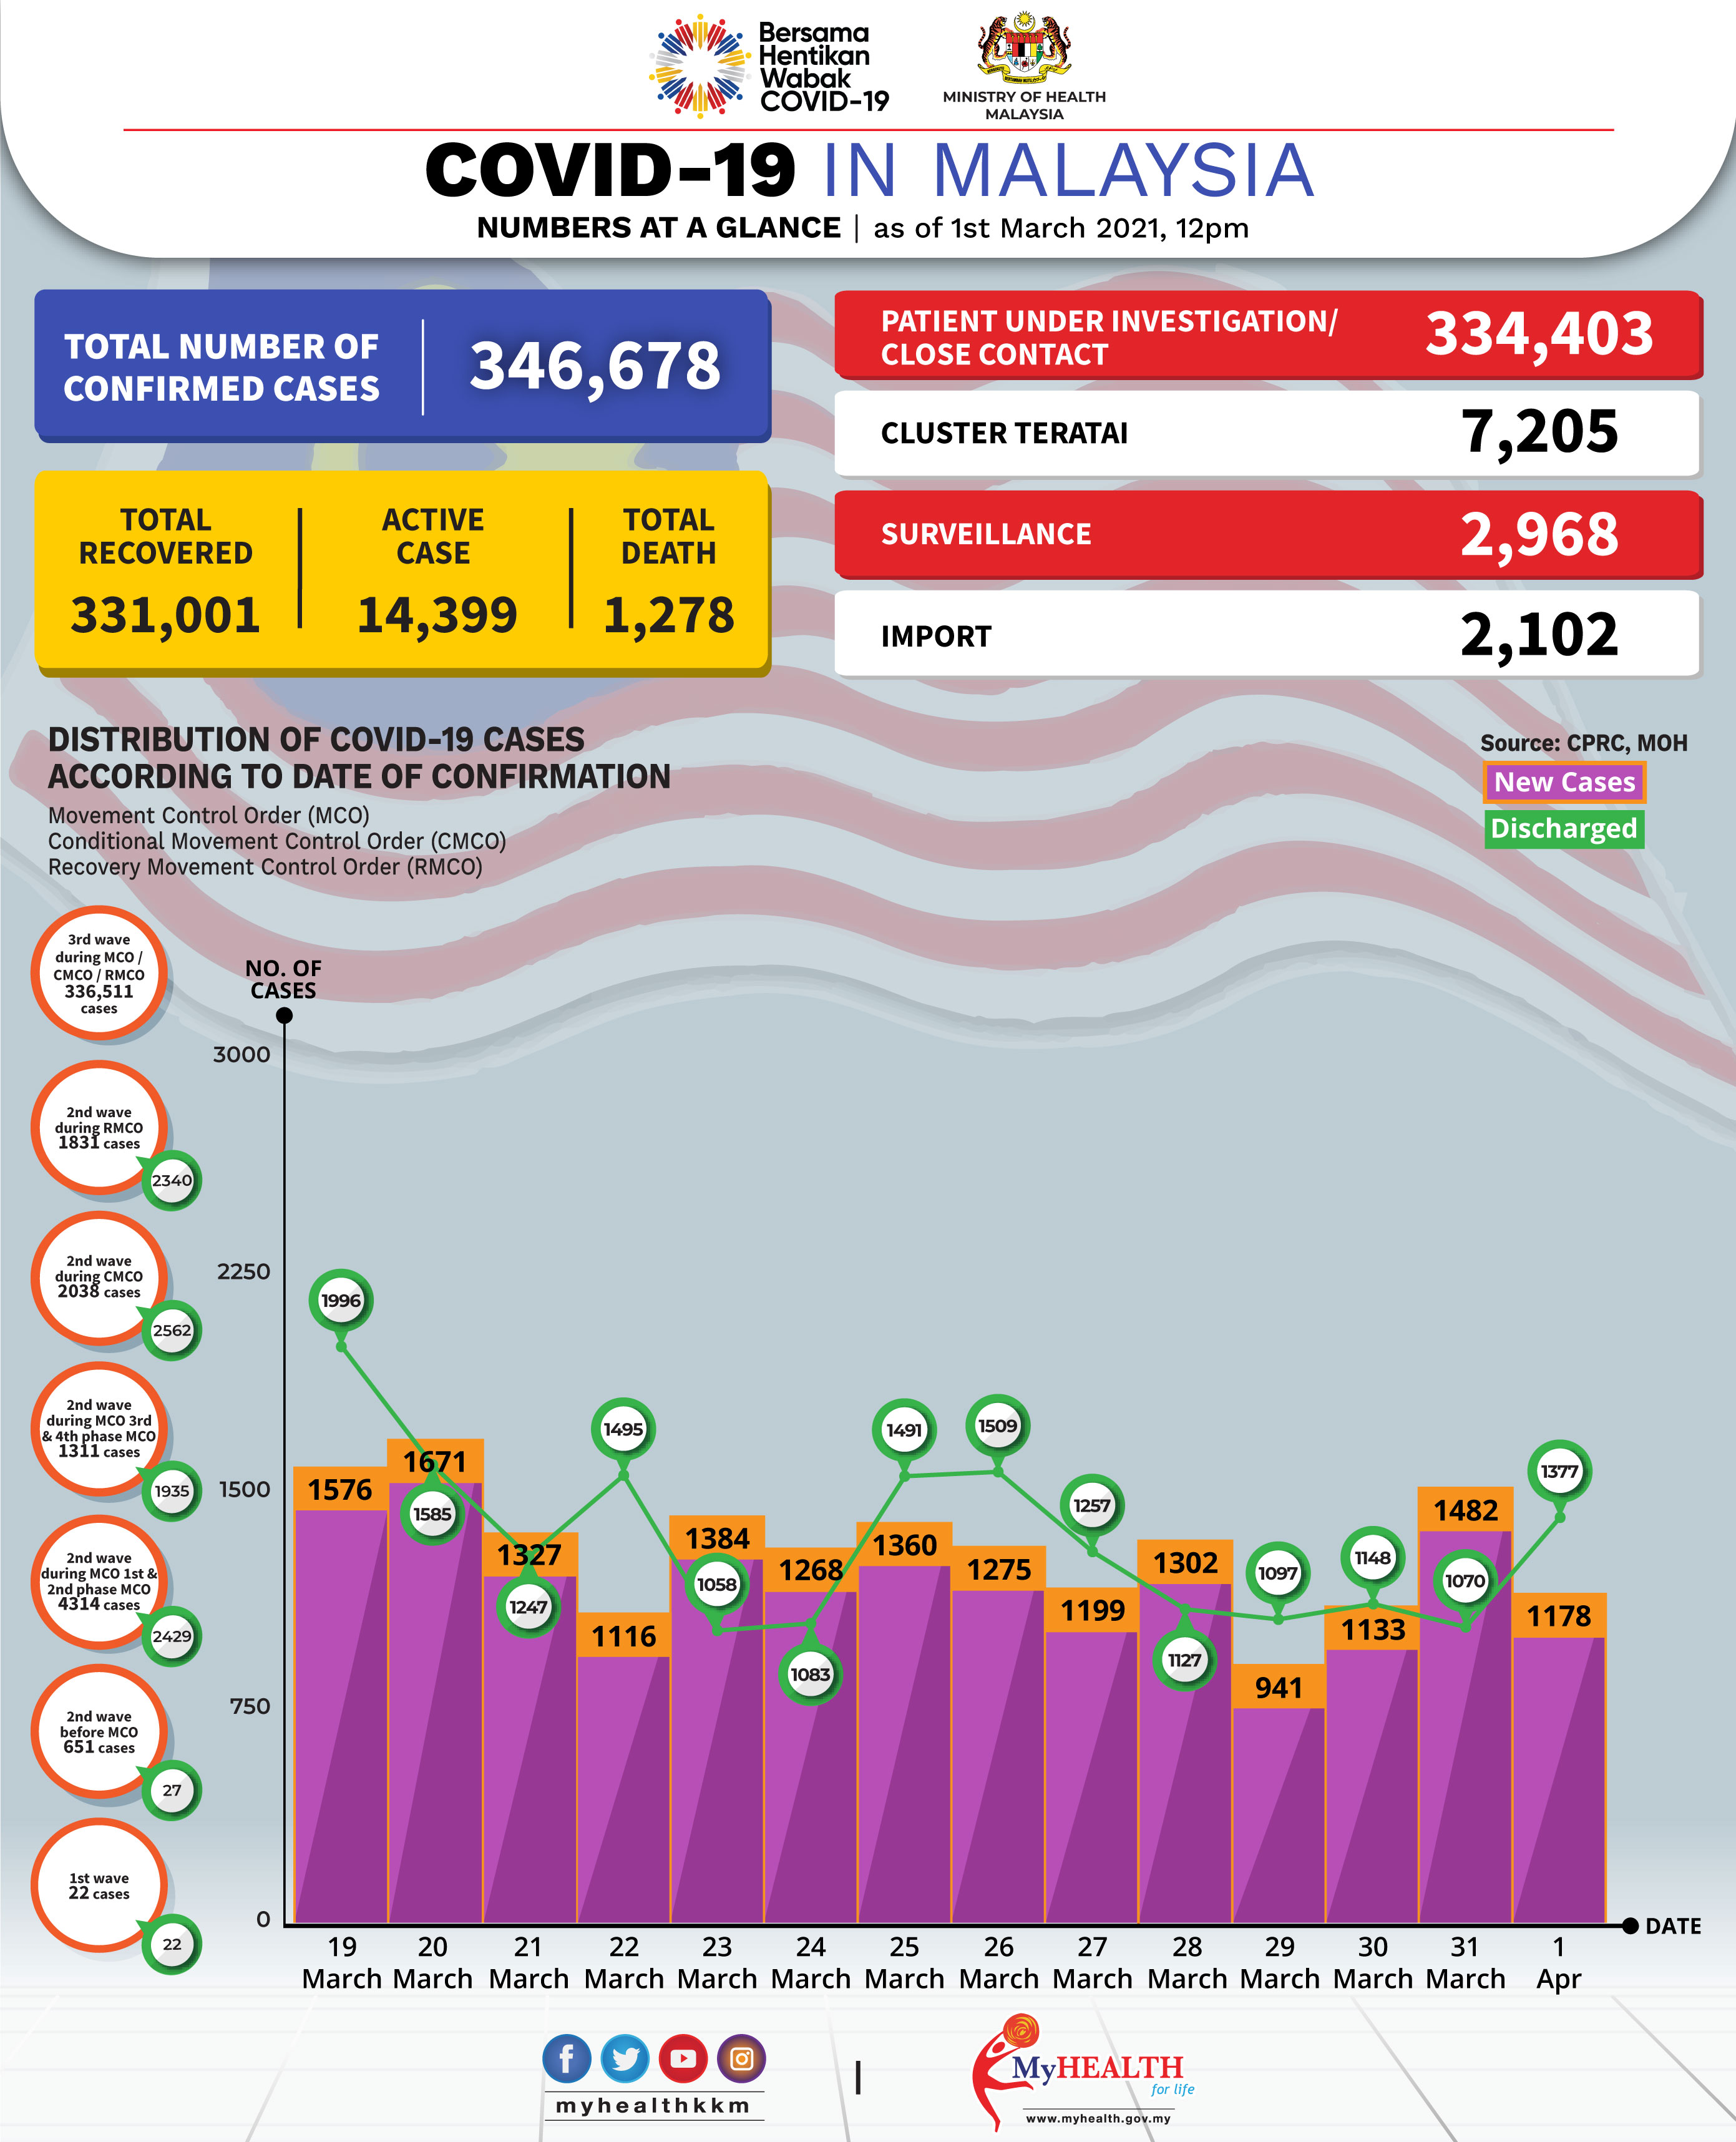 Bersama
Hentikan
Wabak
COVID-19
MINISTRY OF HEALTH
MALAYSIA
COVID-19 IN MALAYSIA
NUMBERS AT A GLANCE | as of 1st March 2021, 12pm
TOTAL NUMBER OF
CONFIRMED CASES
346,678
TOTAL
RECOVERED
331,001
ACTIVE
CASE
14,399
TOTAL
DEATH
1,278
PATIENT UNDER INVESTIGATION/
CLOSE CONTACT
334,403
CLUSTER TERATAI
7,205
SURVEILLANCE
2,968
IMPORT
2,102
DISTRIBUTION OF COVID-19 CASES
ACCORDING TO DATE OF CONFIRMATION
Movement Control Order (MCO)
Conditional Movement Control Order (CMCO)
Recovery Movement Control Order (RMCO)
Source: CPRC, MOH
New Cases
Discharged
3rd wave
during MCO /
CMCO / RMCO
336,511
cases
2nd wave
during RMCO
1831 cases
2340
2nd wave
during CMCO
2038 cases
2562
2nd wave
during MCO 3rd
& 4th phase MCO
1311 cases
1935
2nd wave
during MCO 1st &
2nd phase MCO
4314 cases
2429
2nd wave
before MCO
651 cases
27
1st wave
22 cases
22
NO. OF
CASES
3000
2250
1500
750
0
1996
1576
1671
1585
1327
1247
1495
1116
1384
1058
1268
1083
1491
1360
1509
1275
1257
1199
1302
1127
1097
941
1148
1133
1482
1070
1377
1178
DATE
19
March
20
March
21
March
22
March
23
March
24
March
25
March
26
March
27
March
28
March
29
March
30
March
31
March
1
Apr
myhealthkkm
MyHEALTH
for life
www.myhealth.gov.my